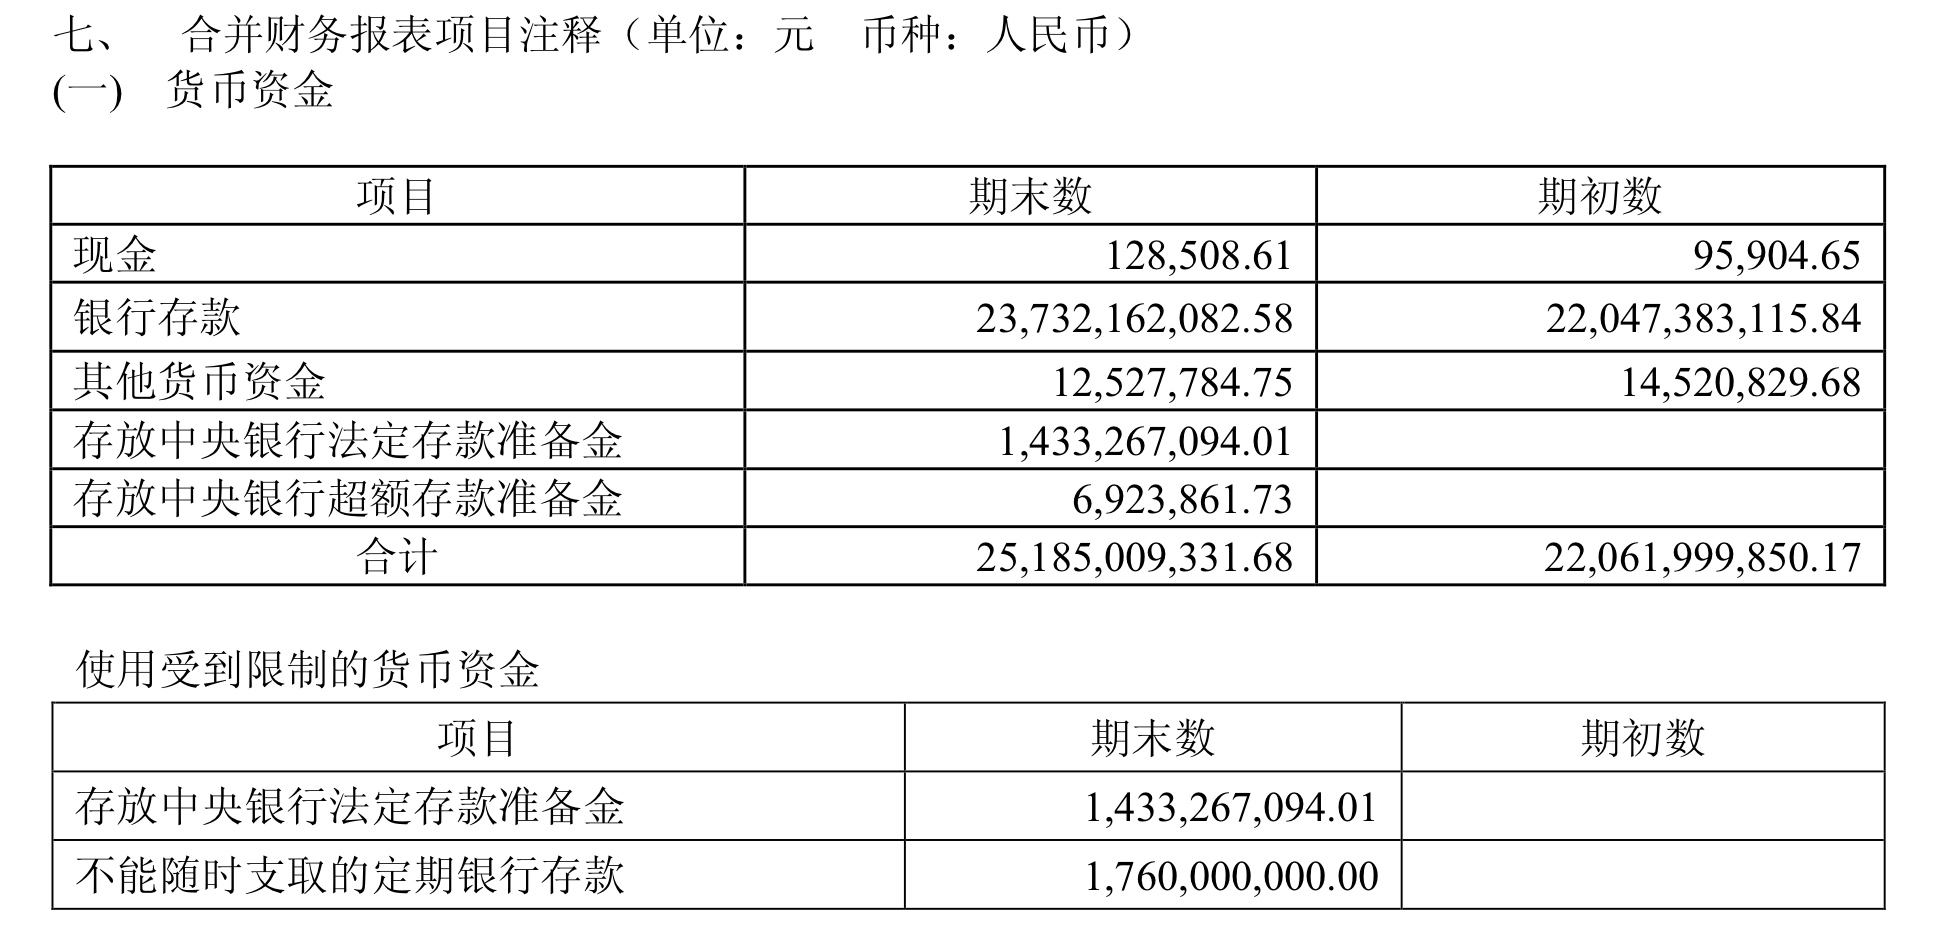 七、 合并财务报表项目注释（单位：元 币种：人民币）
(一) 货币资金
项目 期末数 期初数
现金 128,508.61 95,904.65
银行存款 23,732,162,082.58 22,047,383,115.84
其他货币资金 12,527,784.75 14,520,829.68
存放中央银行法定存款准备金 1,433,267,094.01
存放中央银行超额存款准备金 6,923,861.73
合计 25,185,009,331.68 22,061,999,850.17
使用受到限制的货币资金
项目 期末数 期初数
存放中央银行法定存款准备金 1,433,267,094.01
不能随时支取的定期银行存款 1,760,000,000.00